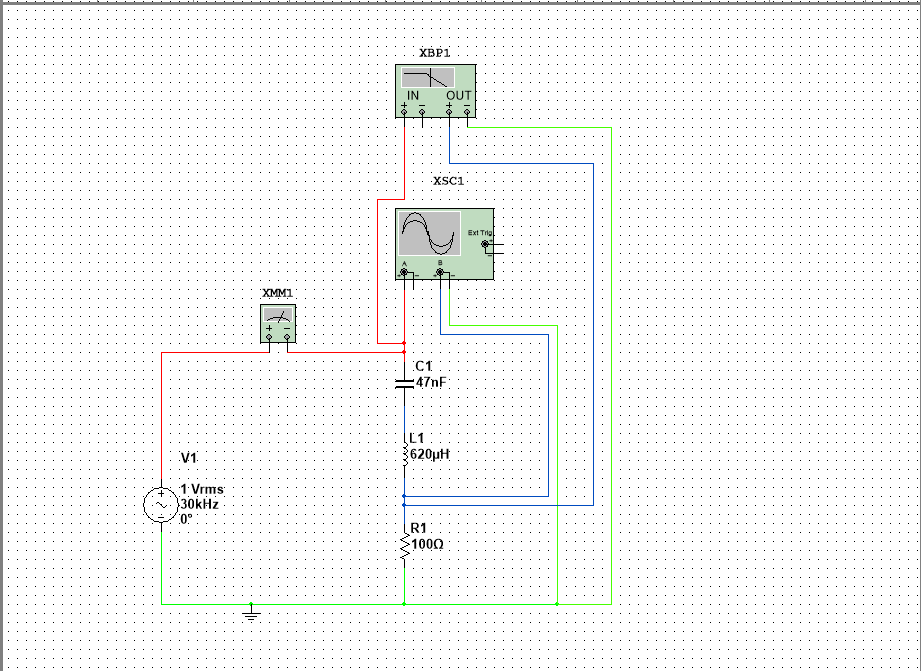 XBP1
IN OUT
+ − + −
XSC1
Ext Trig
+
−
A B
+ − + −
XMM1
+ −
C1
47nF
L1
620µH
V1
1 Vrms
30kHz
0°
R1
100Ω